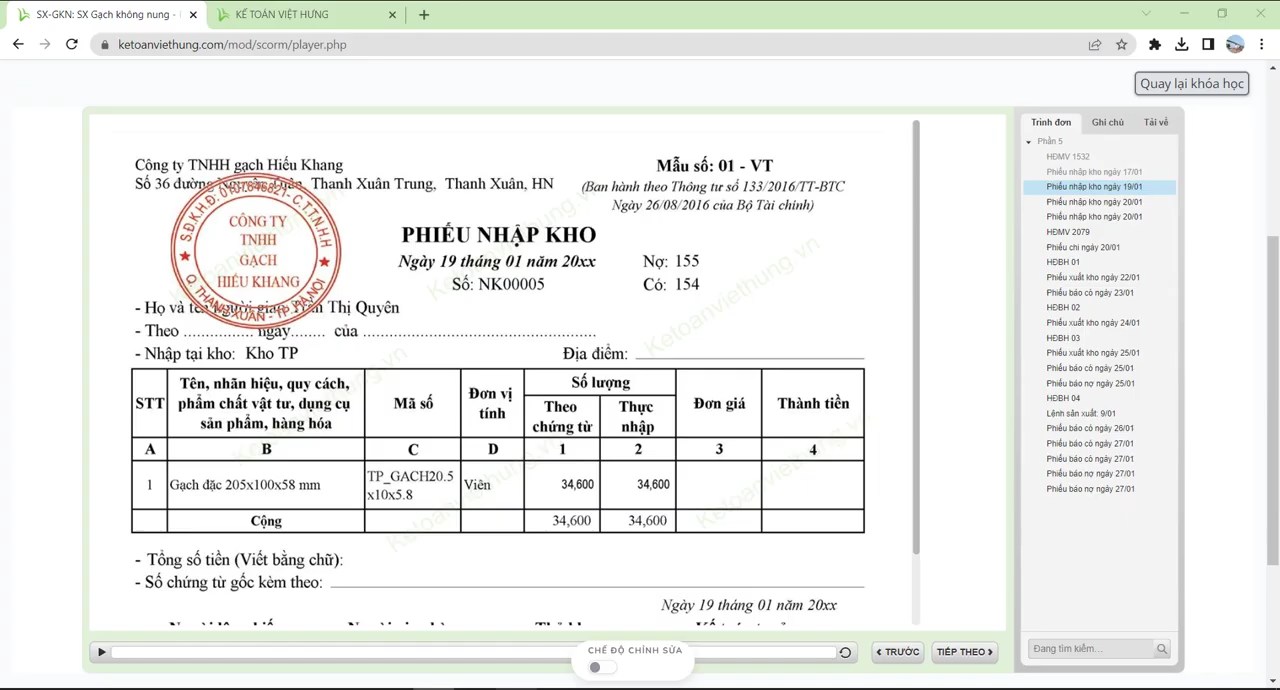 SX-GKN: SX Gạch không nung -
KẾ TOÁN VIỆT HƯNG
ketoanviethung.com/mod/scorm/player.php
Quay lại khóa học
Công ty TNHH gạch Hiếu Khang
Số 36 đường Thanh Xuân Trung, Thanh Xuân, HN
Mẫu số: 01 - VT
(Ban hành theo Thông tư số 133/2016/TT-BTC
Ngày 26/08/2016 của Bộ Tài chính)
CÔNG TY
TNHH
GẠCH
HIẾU KHANG
Q. THANH XUÂN - TP. HÀ NỘI
PHIẾU NHẬP KHO
Ngày 19 tháng 01 năm 20xx
Số: NK00005
Nợ: 155
Có: 154
- Họ và tên người giao: Trần Thị Quyên
- Theo ................ ngày........ của ......................................................
- Nhập tại kho: Kho TP
Địa điểm:
STT Tên, nhãn hiệu, quy cách, phẩm chất vật tư, dụng cụ sản phẩm, hàng hóa Mã số Đơn vị tính Số lượng Đơn giá Thành tiền
Theo chứng từ Thực nhập
A B C D 1 2 3 4
1 Gạch đặc 205x100x58 mm TP_GACH20.5x10x5.8 Viên 34,600 34,600
Cộng 34,600 34,600
- Tổng số tiền (Viết bằng chữ):
- Số chứng từ gốc kèm theo:
Ngày 19 tháng 01 năm 20xx
Ketoanviethung.vn
CHẾ ĐỘ CHỈNH SỬA
TRƯỚC
TIẾP THEO
Trình đơn Ghi chú Tải về
Phần 5
HĐMV 1532
Phiếu nhập kho ngày 17/01
Phiếu nhập kho ngày 19/01
Phiếu nhập kho ngày 20/01
Phiếu nhập kho ngày 20/01
HĐMV 2079
Phiếu chi ngày 20/01
HĐBH 01
Phiếu xuất kho ngày 22/01
Phiếu báo có ngày 23/01
HĐBH 02
Phiếu xuất kho ngày 24/01
HĐBH 03
Phiếu xuất kho ngày 25/01
Phiếu báo có ngày 25/01
Phiếu báo nợ ngày 25/01
HĐBH 04
Lệnh sản xuất: 9/01
Phiếu báo có ngày 26/01
Phiếu báo có ngày 27/01
Phiếu báo có ngày 27/01
Phiếu báo nợ ngày 27/01
Phiếu báo nợ ngày 27/01
Đang tìm kiếm...